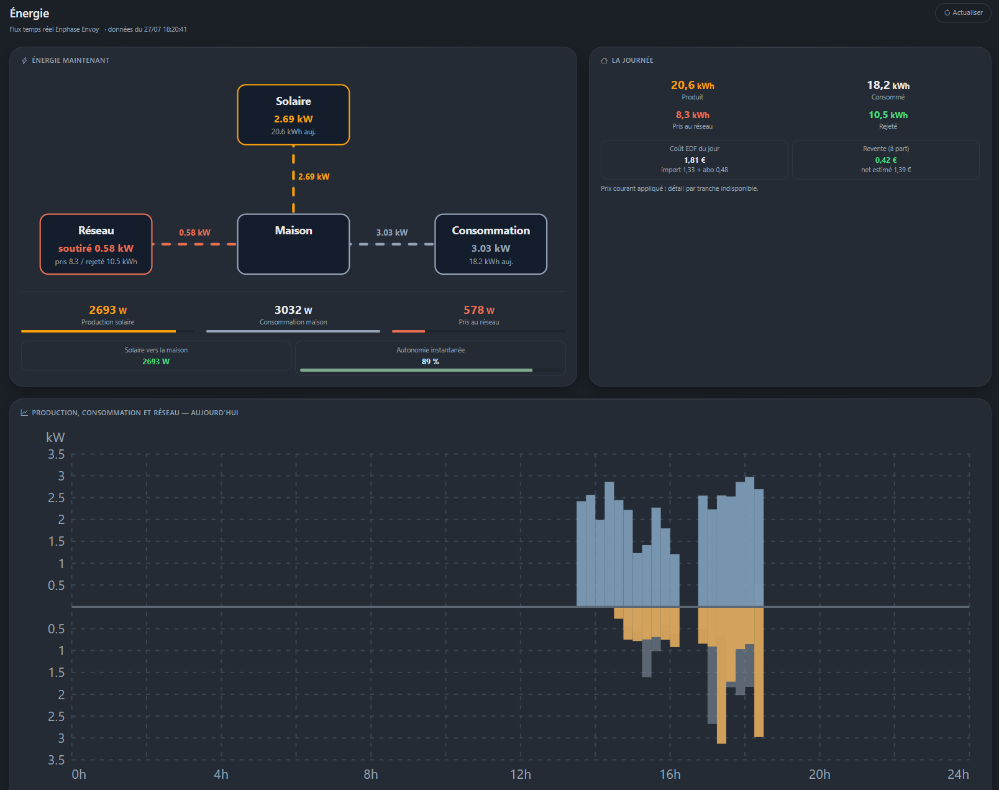 Énergie
Actualiser
Flux temps réel Enphase Envoy · données du 27/07 18:20:41
ÉNERGIE MAINTENANT
Solaire
2.69 kW
20.6 kWh auj.
2.69 kW
Réseau
soutiré 0.58 kW
pris 8.3 / rejeté 10.5 kWh
0.58 kW
Maison
3.03 kW
Consommation
3.03 kW
18.2 kWh auj.
2693 W
Production solaire
3032 W
Consommation maison
578 W
Pris au réseau
Solaire vers la maison
2693 W
Autonomie instantanée
89 %
LA JOURNÉE
20,6 kWh
Produit
18,2 kWh
Consommé
8,3 kWh
Pris au réseau
10,5 kWh
Rejeté
Coût EDF du jour
1,81 €
import 1,33 + abo 0,48
Revente (à part)
0,42 €
net estimé 1,39 €
Prix courant appliqué : détail par tranche indisponible.
PRODUCTION, CONSOMMATION ET RÉSEAU — AUJOURD'HUI
kW
3.5
3
2.5
2
1.5
1
0.5
0.5
1
1.5
2
2.5
3
3.5
0h
4h
8h
12h
16h
20h
24h